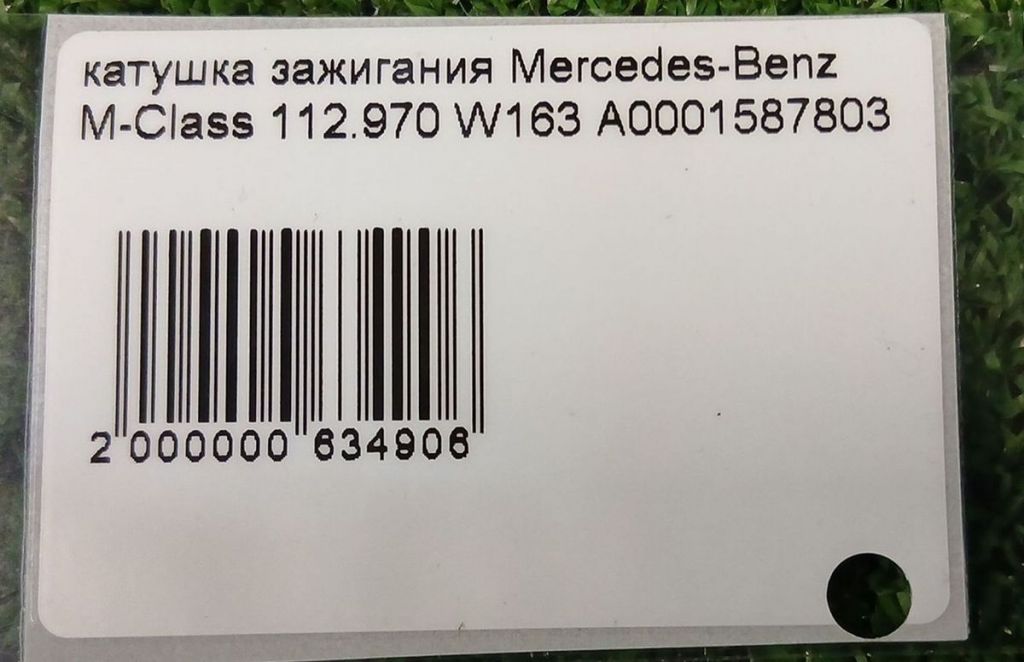 катушка зажигания Mercedes-Benz
M-Class 112.970 W163 A0001587803
2 000000 634906